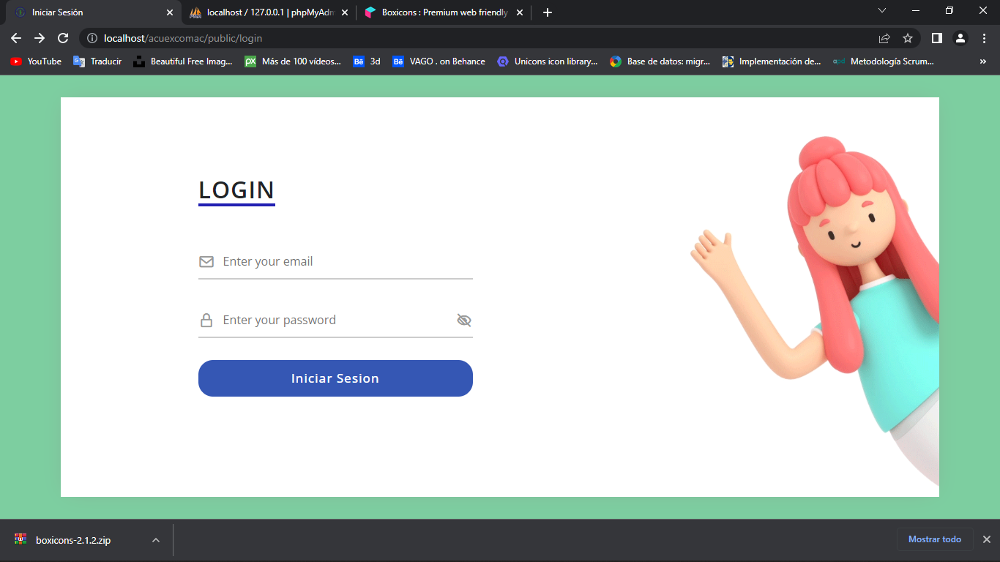 Iniciar Sesión
localhost / 127.0.0.1 | phpMyAdm
Boxicons : Premium web friendly
localhost/acuexcomac/public/login
YouTube
Traducir
Beautiful Free Imag...
Más de 100 vídeos...
3d
VAGO . on Behance
Unicons icon library...
Base de datos: migr...
Implementación de...
apd
Metodología Scrum...
LOGIN
Enter your email
Enter your password
Iniciar Sesion
boxicons-2.1.2.zip
Mostrar todo